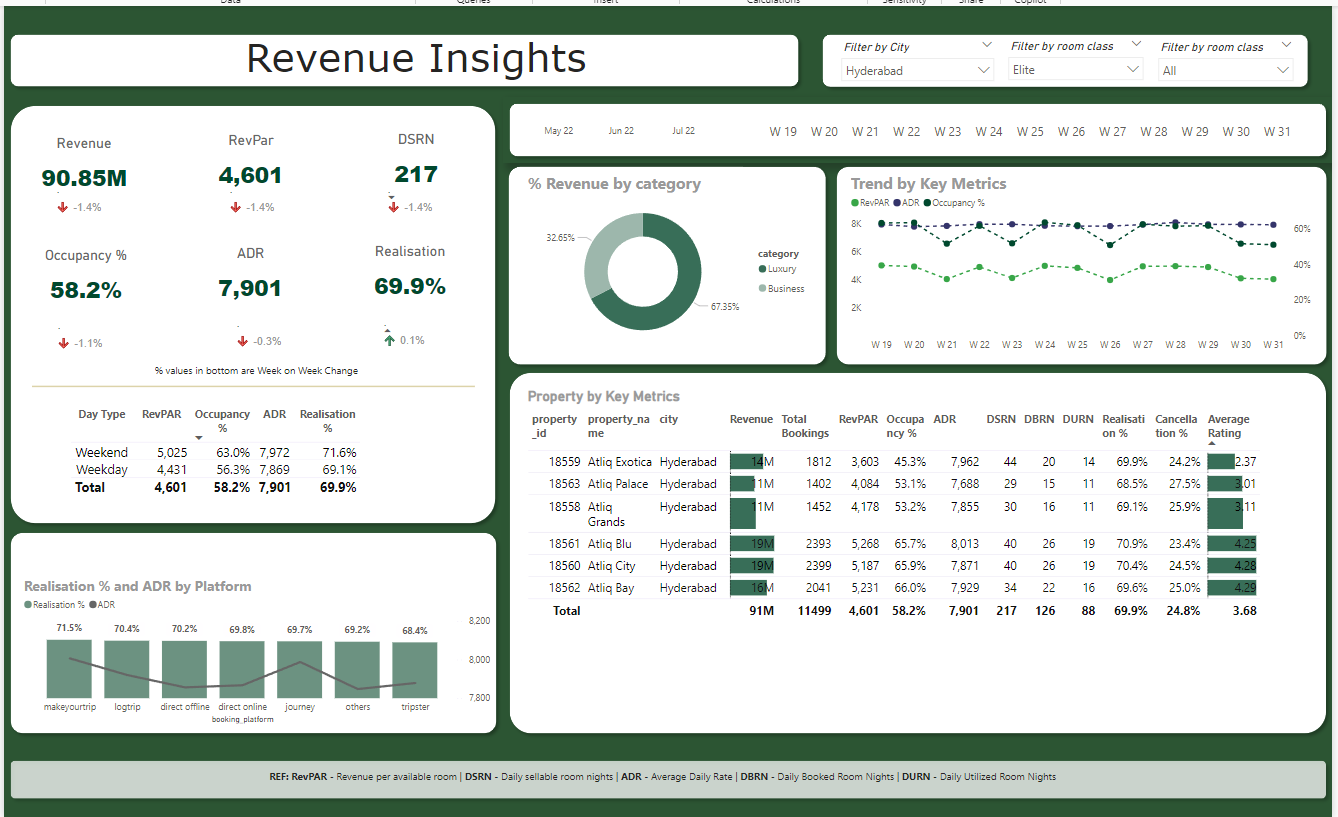 Data Queries Insert Calculations Sensitivity Share Copilot
Revenue Insights
Filter by City
Hyderabad
Filter by room class
Elite
Filter by room class
All
May 22 Jun 22 Jul 22
W 19 W 20 W 21 W 22 W 23 W 24 W 25 W 26 W 27 W 28 W 29 W 30 W 31
Revenue
90.85M
-1.4%
RevPar
4,601
-1.4%
DSRN
217
-1.4%
Occupancy %
58.2%
-1.1%
ADR
7,901
-0.3%
Realisation
69.9%
0.1%
% values in bottom are Week on Week Change
Day Type RevPAR Occupancy % ADR Realisation %
Weekend 5,025 63.0% 7,972 71.6%
Weekday 4,431 56.3% 7,869 69.1%
Total 4,601 58.2% 7,901 69.9%
% Revenue by category
32.65%
67.35%
category
Luxury
Business
Trend by Key Metrics
RevPAR ADR Occupancy %
8K
6K
4K
2K
60%
40%
20%
0%
W 19 W 20 W 21 W 22 W 23 W 24 W 25 W 26 W 27 W 28 W 29 W 30 W 31
Property by Key Metrics
property_id property_name city Revenue Total Bookings RevPAR Occupancy % ADR DSRN DBRN DURN Realisation % Cancellation % Average Rating
18559 Atliq Exotica Hyderabad 14M 1812 3,603 45.3% 7,962 44 20 14 69.9% 24.2% 2.37
18563 Atliq Palace Hyderabad 11M 1402 4,084 53.1% 7,688 29 15 11 68.5% 27.5% 3.01
18558 Atliq Grands Hyderabad 11M 1452 4,178 53.2% 7,855 30 16 11 69.1% 25.9% 3.11
18561 Atliq Blu Hyderabad 19M 2393 5,268 65.7% 8,013 40 26 19 70.9% 23.4% 4.25
18560 Atliq City Hyderabad 19M 2399 5,187 65.9% 7,871 40 26 19 70.4% 24.5% 4.28
18562 Atliq Bay Hyderabad 16M 2041 5,231 66.0% 7,929 34 22 16 69.6% 25.0% 4.29
Total 91M 11499 4,601 58.2% 7,901 217 126 88 69.9% 24.8% 3.68
Realisation % and ADR by Platform
Realisation % ADR
71.5% 70.4% 70.2% 69.8% 69.7% 69.2% 68.4%
8,200
8,000
7,800
makeyourtrip logtrip direct offline direct online journey others tripster
booking_platform
REF: RevPAR - Revenue per available room | DSRN - Daily sellable room nights | ADR - Average Daily Rate | DBRN - Daily Booked Room Nights | DURN - Daily Utilized Room Nights